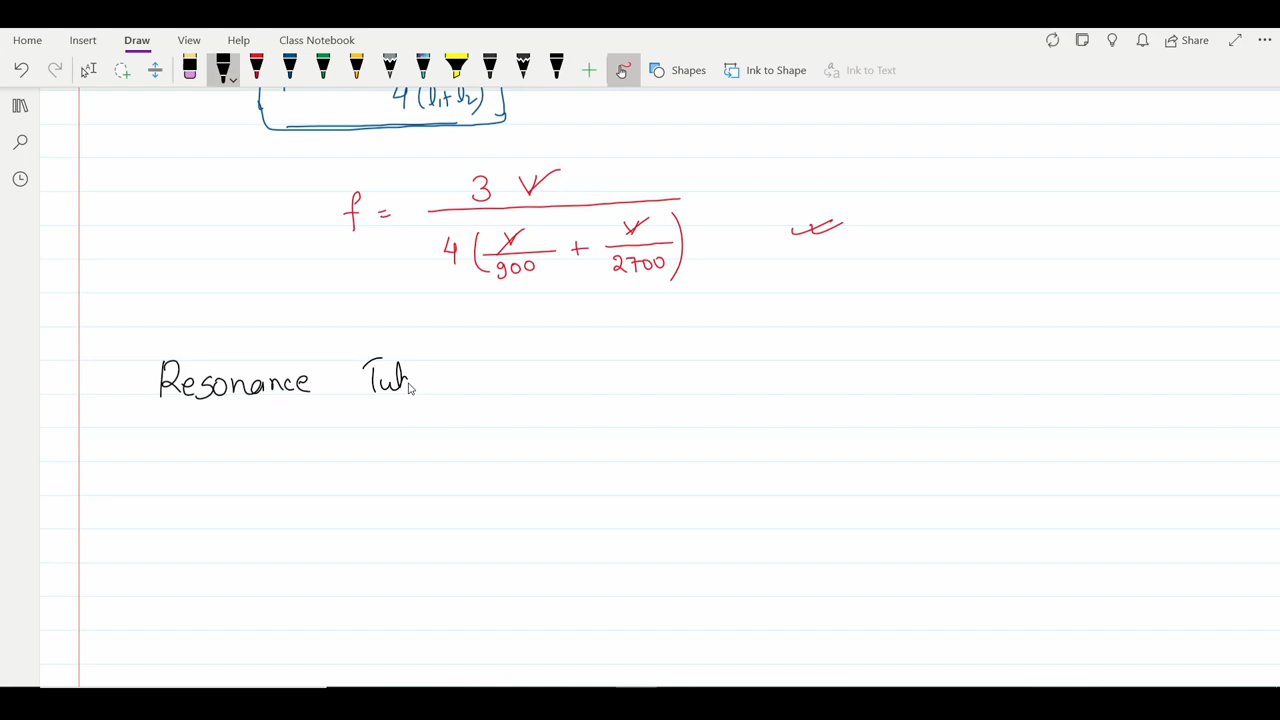 Home Insert Draw View Help Class Notebook Share
Shapes Ink to Shape Ink to Text
4 (l₁+l₂)
f = 3 v / 4 ( v/900 + v/2700 )
Resonance Tub